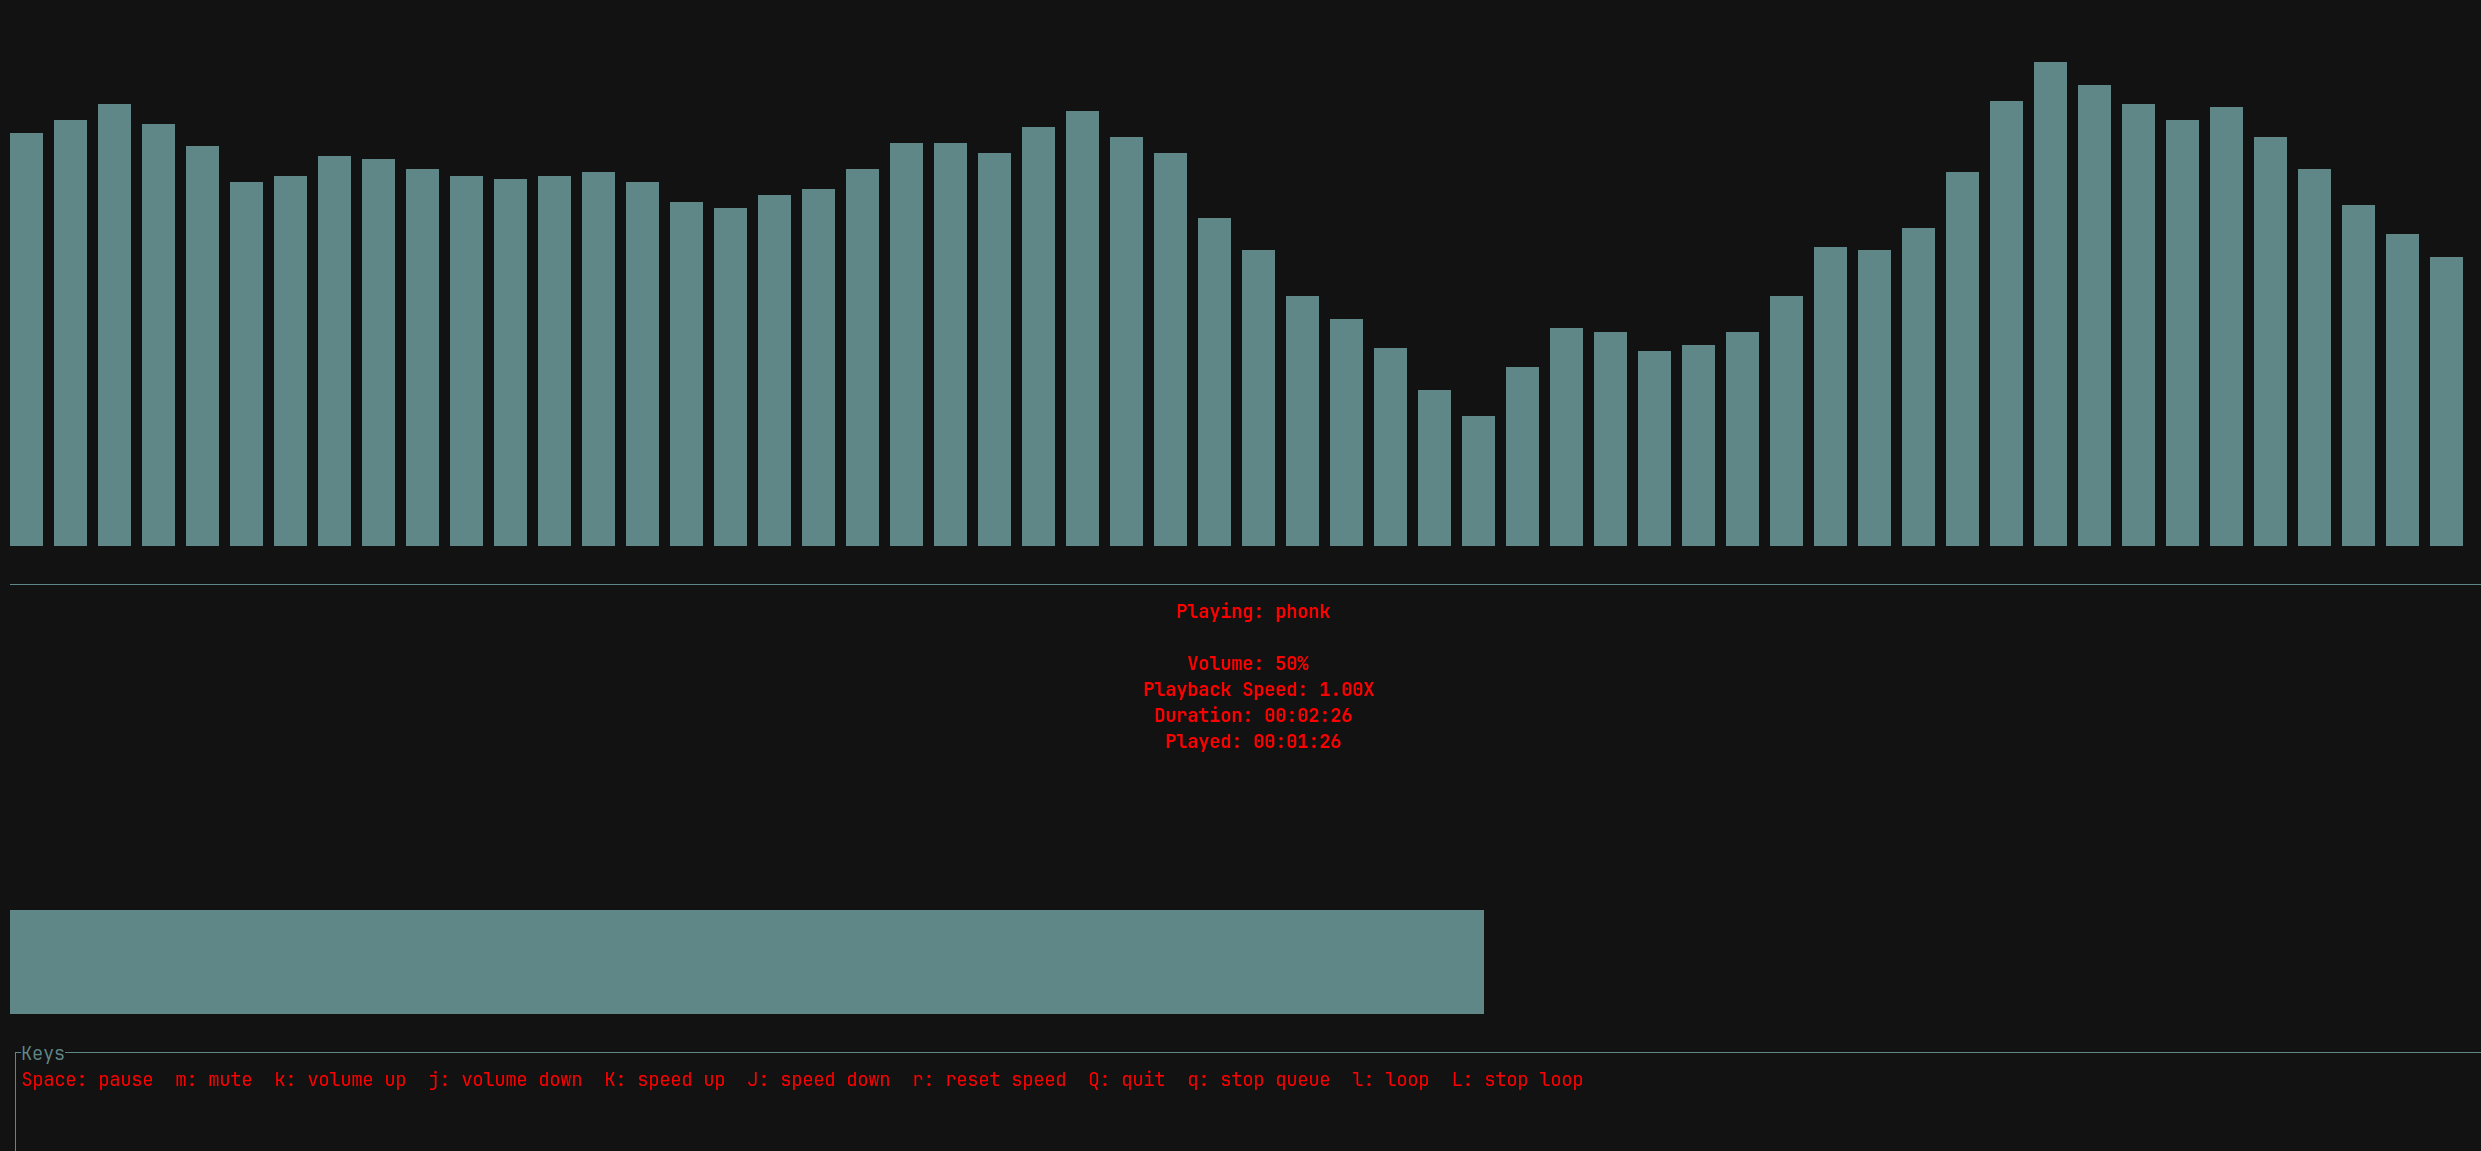 Playing: phonk
Volume: 50%
Playback Speed: 1.00X
Duration: 00:02:26
Played: 00:01:26
Keys
Space: pause  m: mute  k: volume up  j: volume down  K: speed up  J: speed down  r: reset speed  Q: quit  q: stop queue  l: loop  L: stop loop